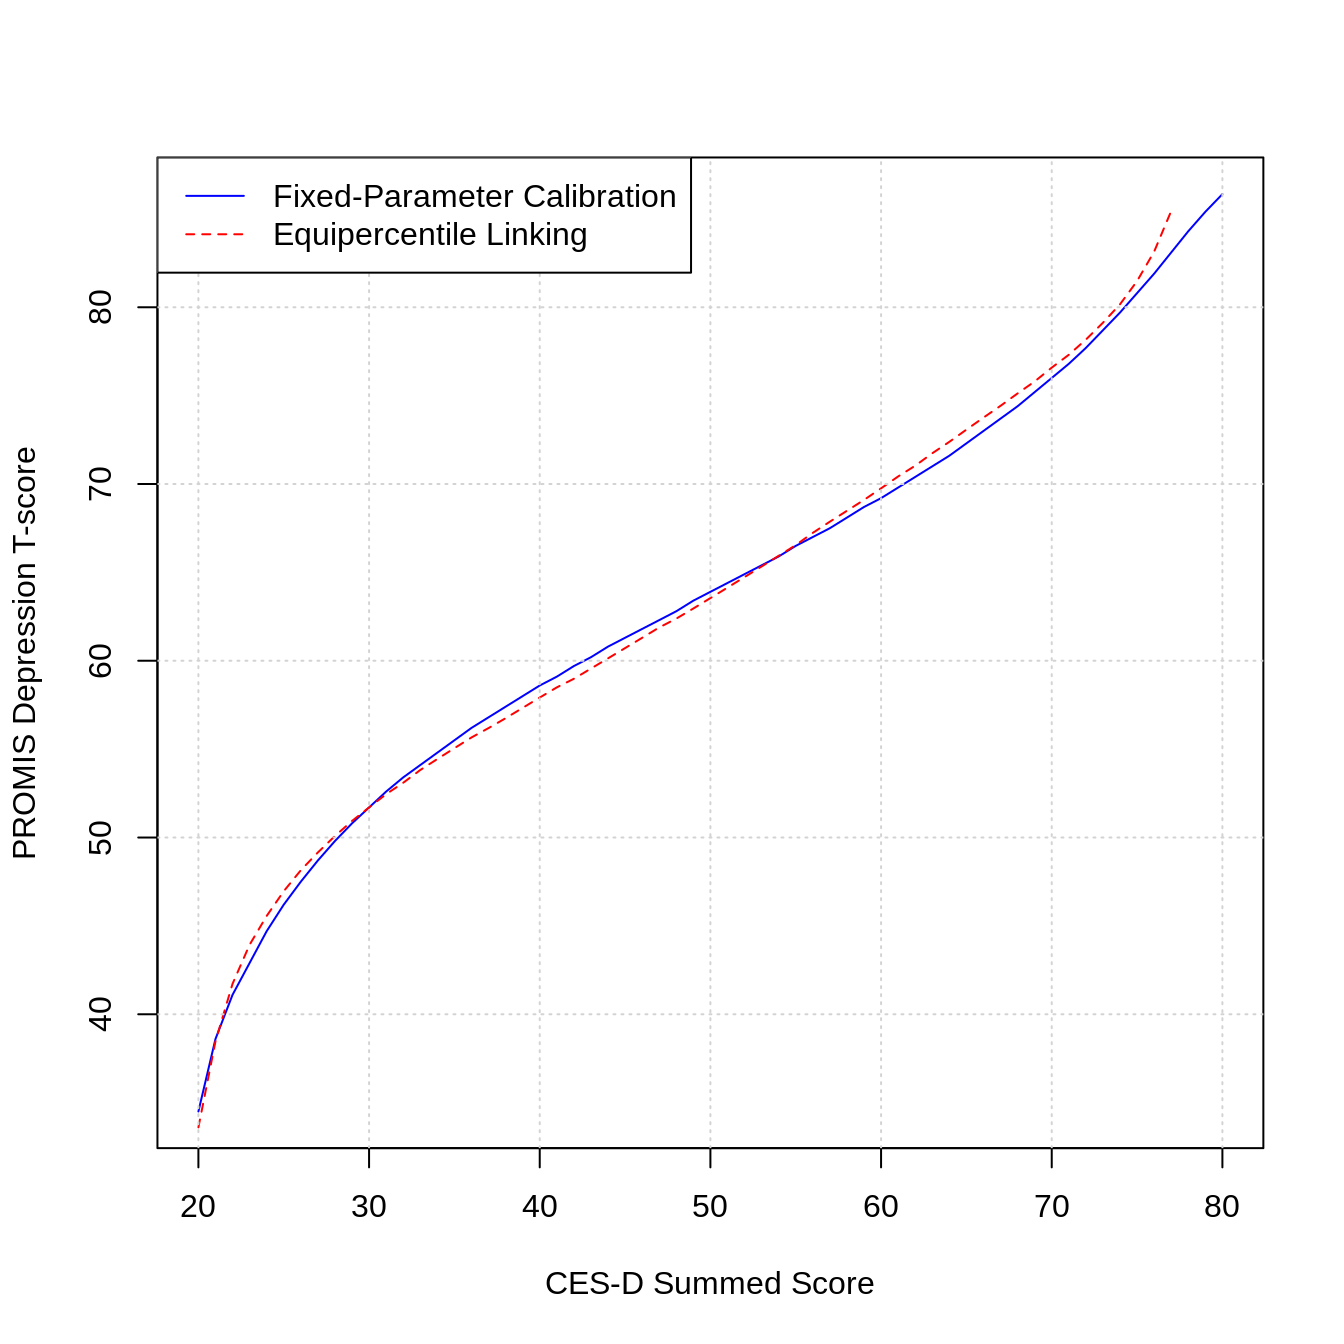 Fixed-Parameter Calibration
Equipercentile Linking
PROMIS Depression T-score
80
70
60
50
40
20 30 40 50 60 70 80
CES-D Summed Score